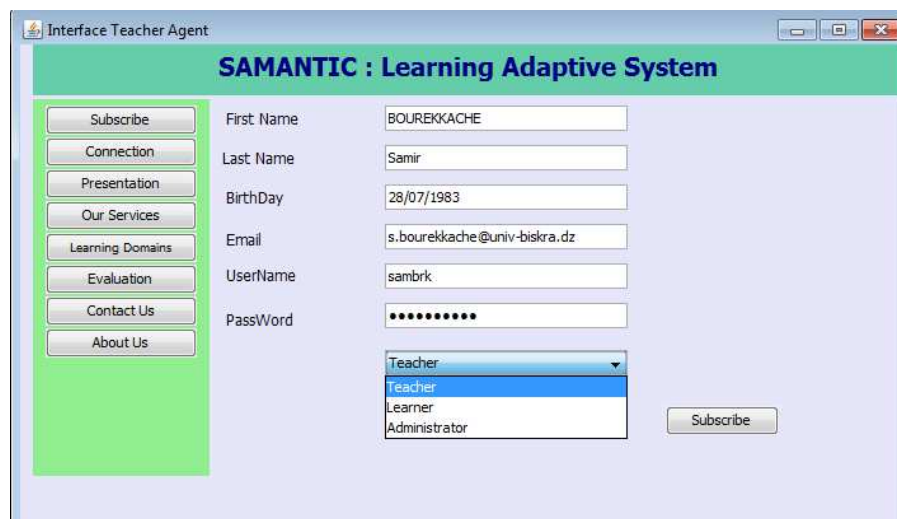 Interface Teacher Agent
SAMANTIC : Learning Adaptive System
Subscribe
Connection
Presentation
Our Services
Learning Domains
Evaluation
Contact Us
About Us
First Name BOUREKKACHE
Last Name Samir
BirthDay 28/07/1983
Email s.bourekkache@univ-biskra.dz
UserName sambrk
PassWord ••••••••••
Teacher
Teacher
Learner
Administrator
Subscribe